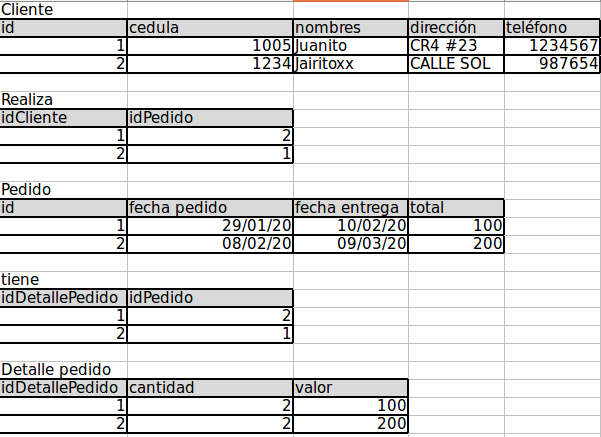 Cliente
id cedula nombres dirección teléfono
1 1005 Juanito CR4 #23 1234567
2 1234 Jairitoxx CALLE SOL 987654
Realiza
idCliente idPedido
1 2
2 1
Pedido
id fecha pedido fecha entrega total
1 29/01/20 10/02/20 100
2 08/02/20 09/03/20 200
tiene
idDetallePedido idPedido
1 2
2 1
Detalle pedido
idDetallePedido cantidad valor
1 2 100
2 2 200